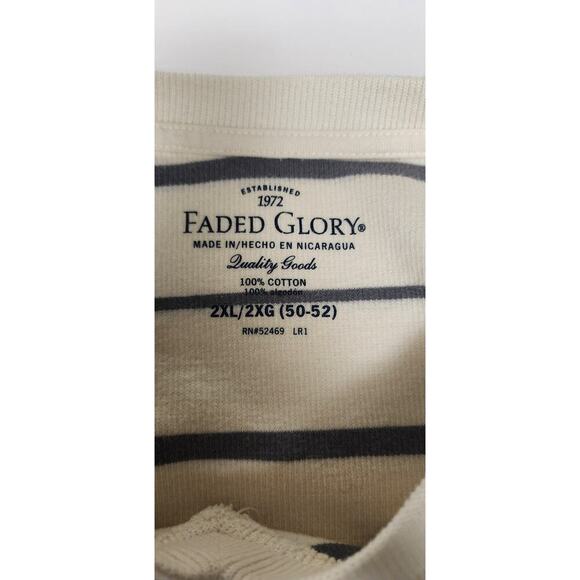 ESTABLISHED
1972
FADED GLORY®
MADE IN/HECHO EN NICARAGUA
Quality Goods
100% COTTON
100% algodón
2XL/2XG (50-52)
RN#52469 LR1